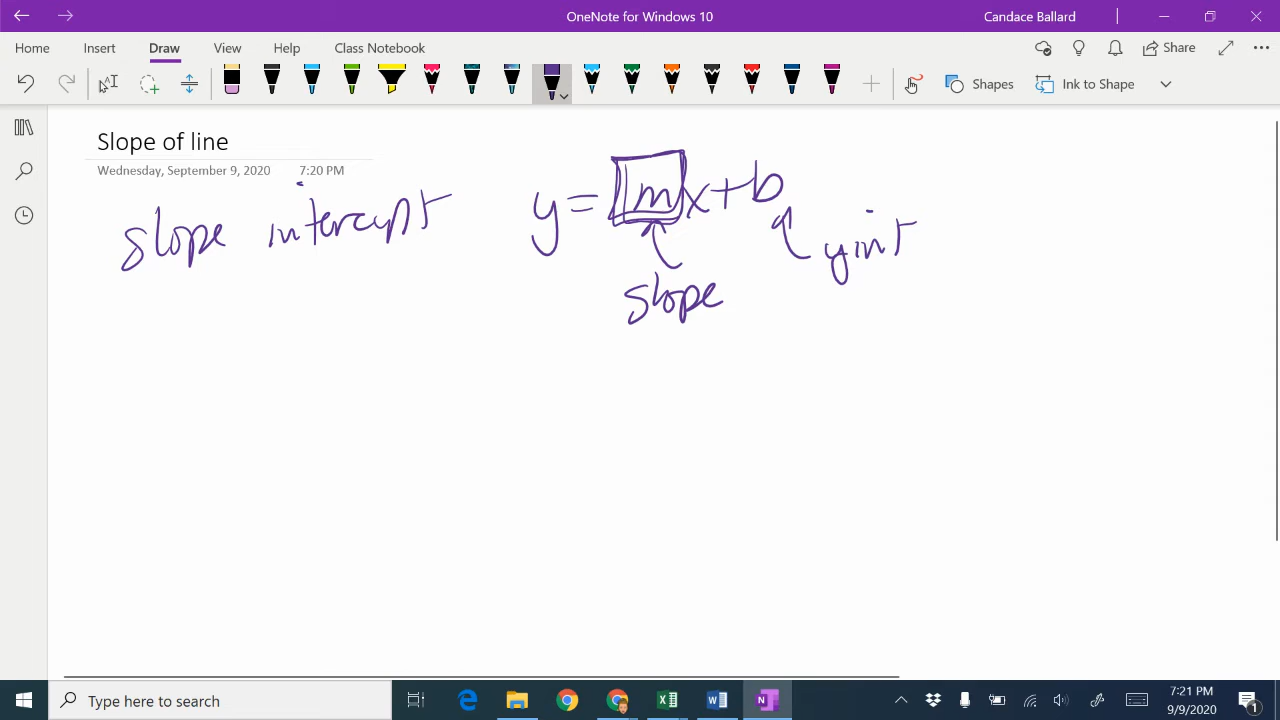 OneNote for Windows 10
Candace Ballard
Home Insert Draw View Help Class Notebook
Share
Shapes
Ink to Shape
Slope of line
Wednesday, September 9, 2020 7:20 PM
slope intercept y = mx + b
y int
slope
Type here to search
7:21 PM
9/9/2020
1